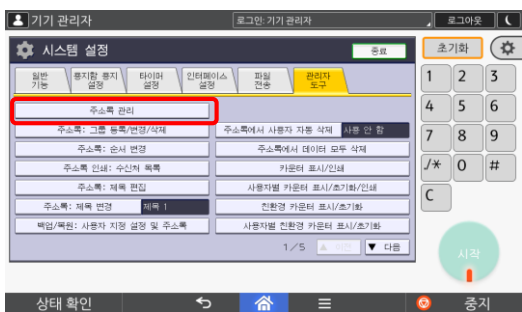 기기 관리자
로그인: 기기 관리자
로그아웃
시스템 설정
종료
초기화
일반
기능
용지함 용지
설정
타이머
설정
인터페이스
설정
파일
전송
관리자
도구
주소록 관리
주소록: 그룹 등록/변경/삭제
주소록에서 사용자 자동 삭제 사용 안 함
주소록: 순서 변경
주소록에서 데이터 모두 삭제
주소록 인쇄: 수신처 목록
카운터 표시/인쇄
주소록: 제목 편집
사용자별 카운터 표시/초기화/인쇄
주소록: 제목 변경 제목 1
친환경 카운터 표시/초기화
백업/복원: 사용자 지정 설정 및 주소록
사용자별 친환경 카운터 표시/초기화
1/5 ▲ 이전 ▼ 다음
1 2 3
4 5 6
7 8 9
./* 0 #
C
시작
상태 확인
중지